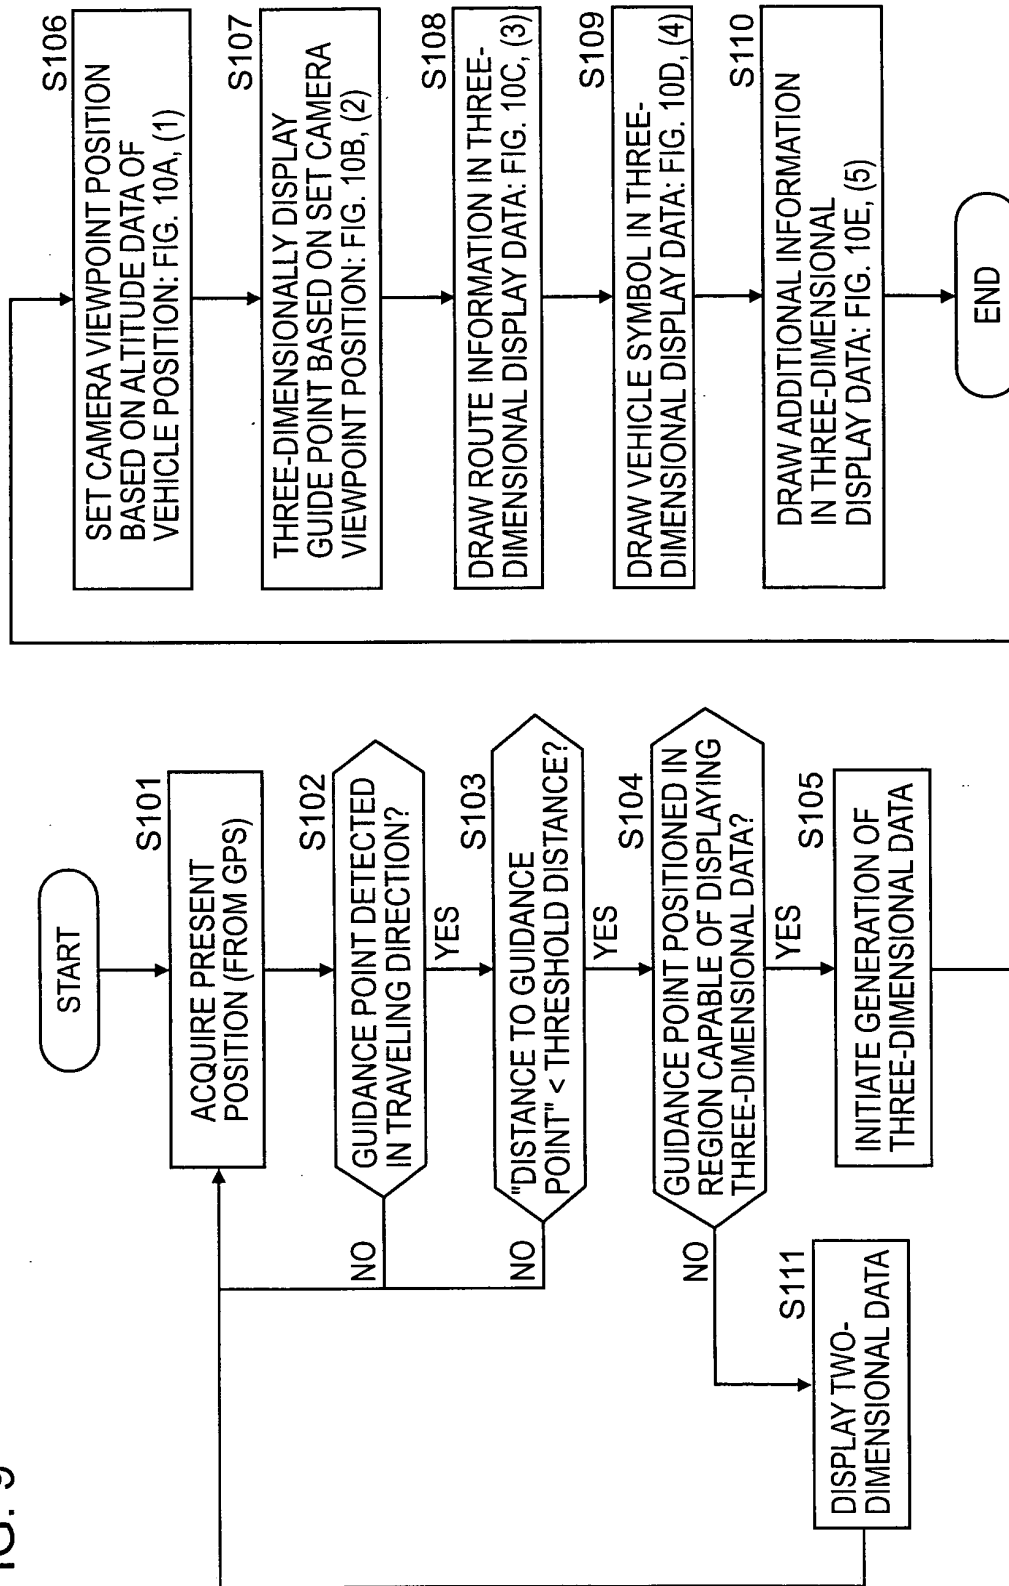 FIG. 9
START
S101
ACQUIRE PRESENT
POSITION (FROM GPS)
S102
GUIDANCE POINT DETECTED
IN TRAVELING DIRECTION?
NO
YES
S103
"DISTANCE TO GUIDANCE
POINT" < THRESHOLD DISTANCE?
NO
YES
S104
GUIDANCE POINT POSITIONED IN
REGION CAPABLE OF DISPLAYING
THREE-DIMENSIONAL DATA?
NO
YES
S111
DISPLAY TWO-
DIMENSIONAL DATA
S105
INITIATE GENERATION OF
THREE-DIMENSIONAL DATA
S106
SET CAMERA VIEWPOINT POSITION
BASED ON ALTITUDE DATA OF
VEHICLE POSITION: FIG. 10A, (1)
S107
THREE-DIMENSIONALLY DISPLAY
GUIDE POINT BASED ON SET CAMERA
VIEWPOINT POSITION: FIG. 10B, (2)
S108
DRAW ROUTE INFORMATION IN THREE-
DIMENSIONAL DISPLAY DATA: FIG. 10C, (3)
S109
DRAW VEHICLE SYMBOL IN THREE-
DIMENSIONAL DISPLAY DATA: FIG. 10D, (4)
S110
DRAW ADDITIONAL INFORMATION
IN THREE-DIMENSIONAL
DISPLAY DATA: FIG. 10E, (5)
END